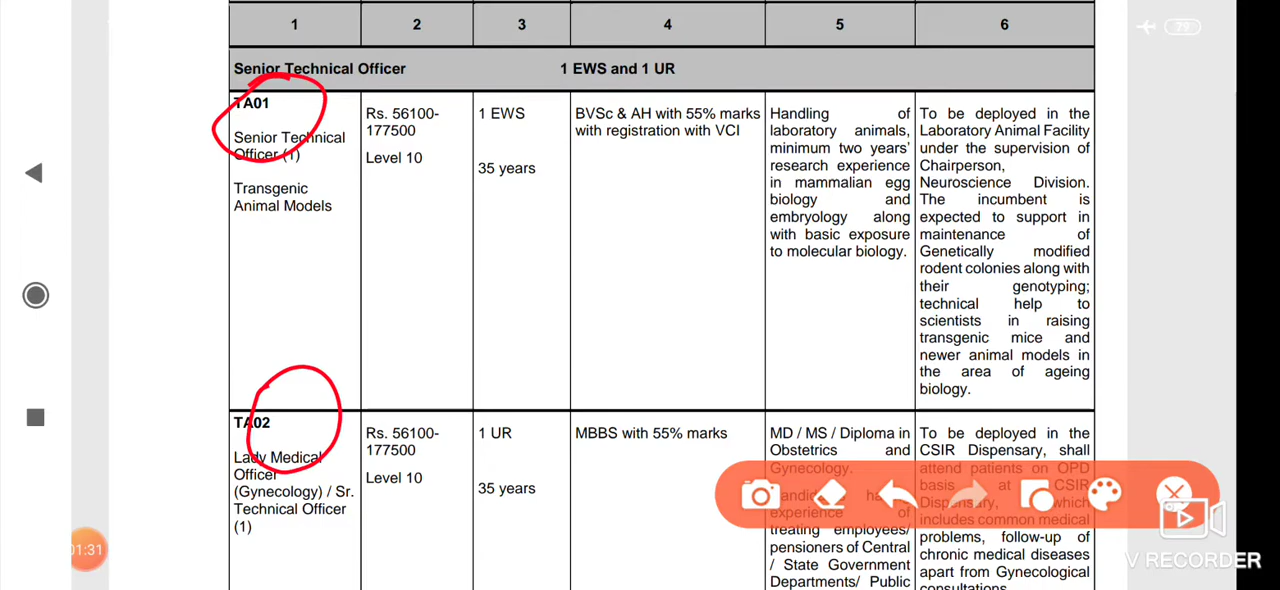 1 2 3 4 5 6
79
Senior Technical Officer 1 EWS and 1 UR
TA01
Senior Technical
Officer (1)
Transgenic
Animal Models
Rs. 56100-
177500
Level 10
1 EWS
35 years
BVSc & AH with 55% marks
with registration with VCI
Handling of
laboratory animals,
minimum two years'
research experience
in mammalian egg
biology and
embryology along
with basic exposure
to molecular biology.
To be deployed in the
Laboratory Animal Facility
under the supervision of
Chairperson,
Neuroscience Division.
The incumbent is
expected to support in
maintenance of
Genetically modified
rodent colonies along with
their genotyping;
technical help to
scientists in raising
transgenic mice and
newer animal models in
the area of ageing
biology.
TA02
Lady Medical
Officer
(Gynecology) / Sr.
Technical Officer
(1)
Rs. 56100-
177500
Level 10
1 UR
35 years
MBBS with 55% marks
MD / MS / Diploma in
Obstetrics and
Gynecology.
experience of
treating employees/
pensioners of Central
/ State Government
Departments/ Public
To be deployed in the
CSIR Dispensary, shall
attend patients on OPD
basis at CSIR
Dispensary, which
includes common medical
problems, follow-up of
chronic medical diseases
apart from Gynecological
consultations
01:31
V RECORDER